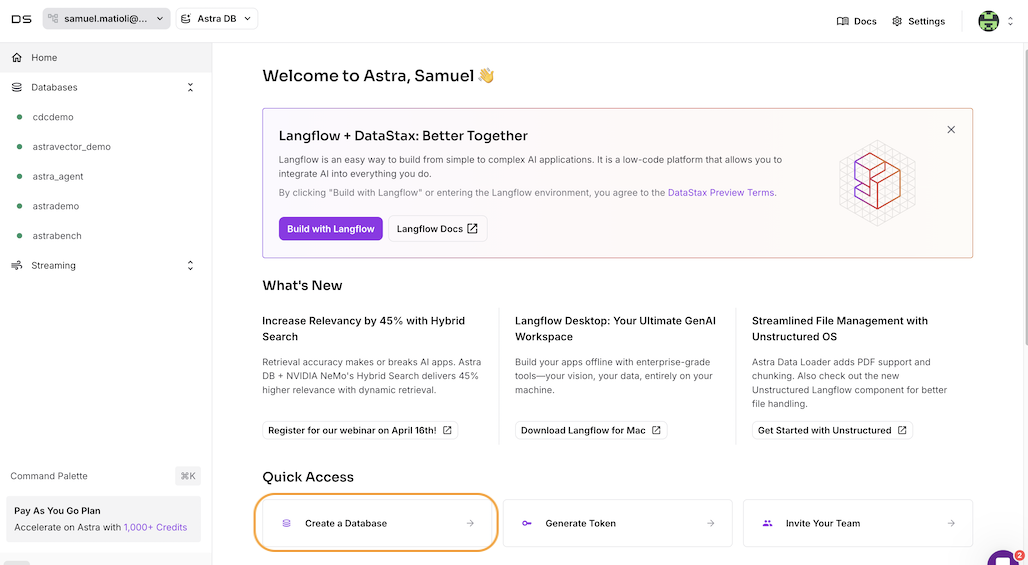 DS
samuel.matioli@...
Astra DB
Docs
Settings
Home
Databases
cdcdemo
astravector_demo
astra_agent
astrademo
astrabench
Streaming
Command Palette
⌘K
Pay As You Go Plan
Accelerate on Astra with 1,000+ Credits
Welcome to Astra, Samuel 👋
Langflow + DataStax: Better Together
Langflow is an easy way to build from simple to complex AI applications. It is a low-code platform that allows you to
integrate AI into everything you do.
By clicking "Build with Langflow" or entering the Langflow environment, you agree to the DataStax Preview Terms.
Build with Langflow
Langflow Docs
What's New
Increase Relevancy by 45% with Hybrid
Search
Retrieval accuracy makes or breaks AI apps. Astra
DB + NVIDIA NeMo's Hybrid Search delivers 45%
higher relevance with dynamic retrieval.
Register for our webinar on April 16th!
Langflow Desktop: Your Ultimate GenAI
Workspace
Build your apps offline with enterprise-grade
tools—your vision, your data, entirely on your
machine.
Download Langflow for Mac
Streamlined File Management with
Unstructured OS
Astra Data Loader adds PDF support and
chunking. Also check out the new
Unstructured Langflow component for better
file handling.
Get Started with Unstructured
Quick Access
Create a Database
Generate Token
Invite Your Team
2